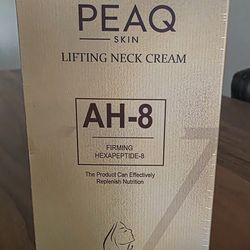 PEAQ
SKIN
LIFTING NECK CREAM
AH-8
FIRMING
HEXAPEPTIDE-8
The Product Can Effectively
Replenish Nutrition